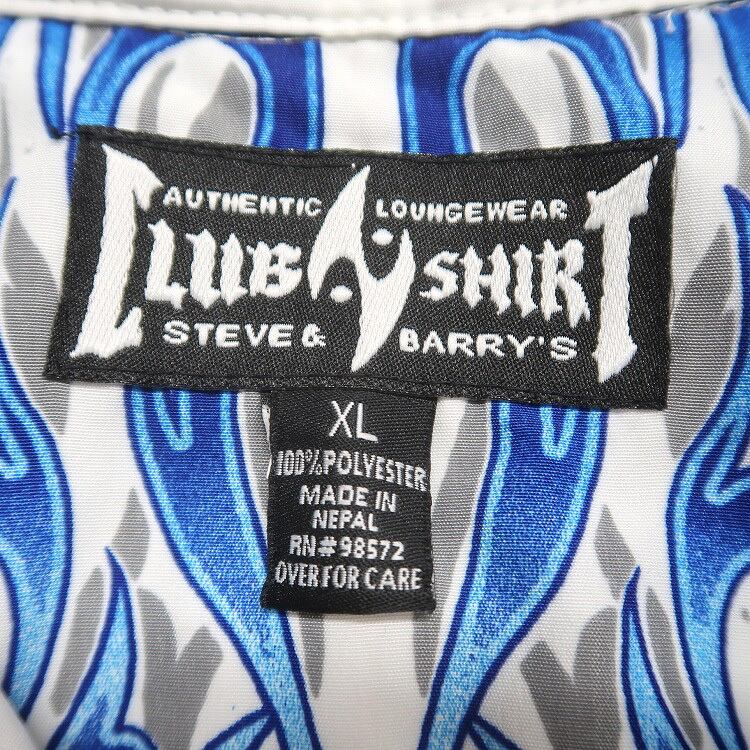 AUTHENTIC LOUNGEWEAR
CLUB SHIRT
STEVE & BARRY'S
XL
100%POLYESTER
MADE IN
NEPAL
RN#98572
OVER FOR CARE